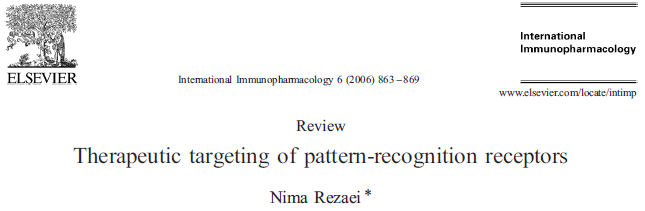 International
Immunopharmacology
ELSEVIER
International Immunopharmacology 6 (2006) 863–869
www.elsevier.com/locate/intimp
Review
Therapeutic targeting of pattern-recognition receptors
Nima Rezaei *